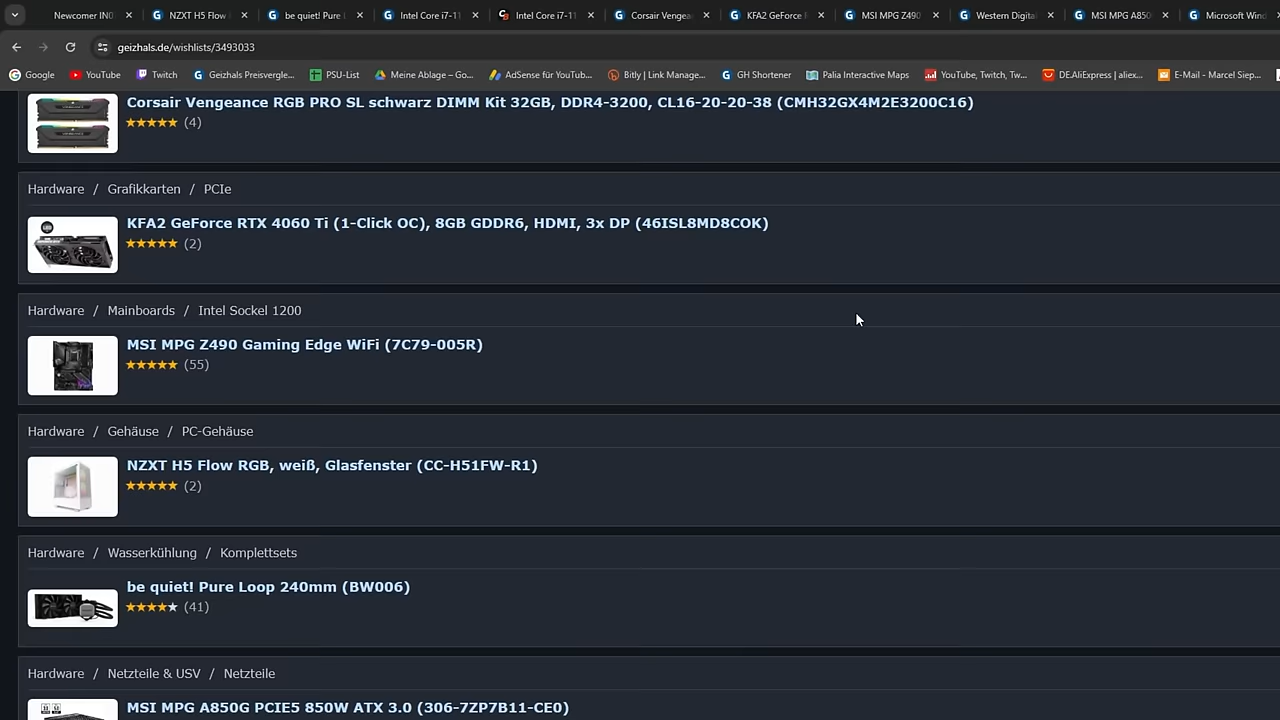 Newcomer IN0
NZXT H5 Flow
be quiet! Pure L
Intel Core i7-11
Intel Core i7-11
Corsair Vengea
KFA2 GeForce
MSI MPG Z490
Western Digita
MSI MPG A850
Microsoft Wind
geizhals.de/wishlists/3493033
Google
YouTube
Twitch
Geizhals Preisvergle...
PSU-List
Meine Ablage – Go...
AdSense für YouTub...
Bitly | Link Manage...
GH Shortener
Palia Interactive Maps
YouTube, Twitch, Tw...
DE.AliExpress | aliex...
E-Mail - Marcel Siep...
Corsair Vengeance RGB PRO SL schwarz DIMM Kit 32GB, DDR4-3200, CL16-20-20-38 (CMH32GX4M2E3200C16)
(4)
Hardware / Grafikkarten / PCIe
KFA2 GeForce RTX 4060 Ti (1-Click OC), 8GB GDDR6, HDMI, 3x DP (46ISL8MD8COK)
(2)
Hardware / Mainboards / Intel Sockel 1200
MSI MPG Z490 Gaming Edge WiFi (7C79-005R)
(55)
Hardware / Gehäuse / PC-Gehäuse
NZXT H5 Flow RGB, weiß, Glasfenster (CC-H51FW-R1)
(2)
Hardware / Wasserkühlung / Komplettsets
be quiet! Pure Loop 240mm (BW006)
(41)
Hardware / Netzteile & USV / Netzteile
MSI MPG A850G PCIE5 850W ATX 3.0 (306-7ZP7B11-CE0)